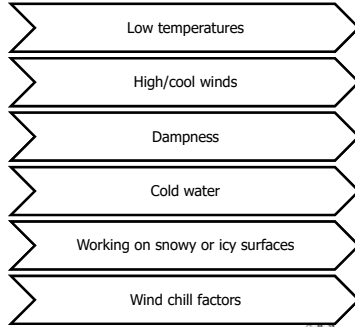 Low temperatures
High/cool winds
Dampness
Cold water
Working on snowy or icy surfaces
Wind chill factors